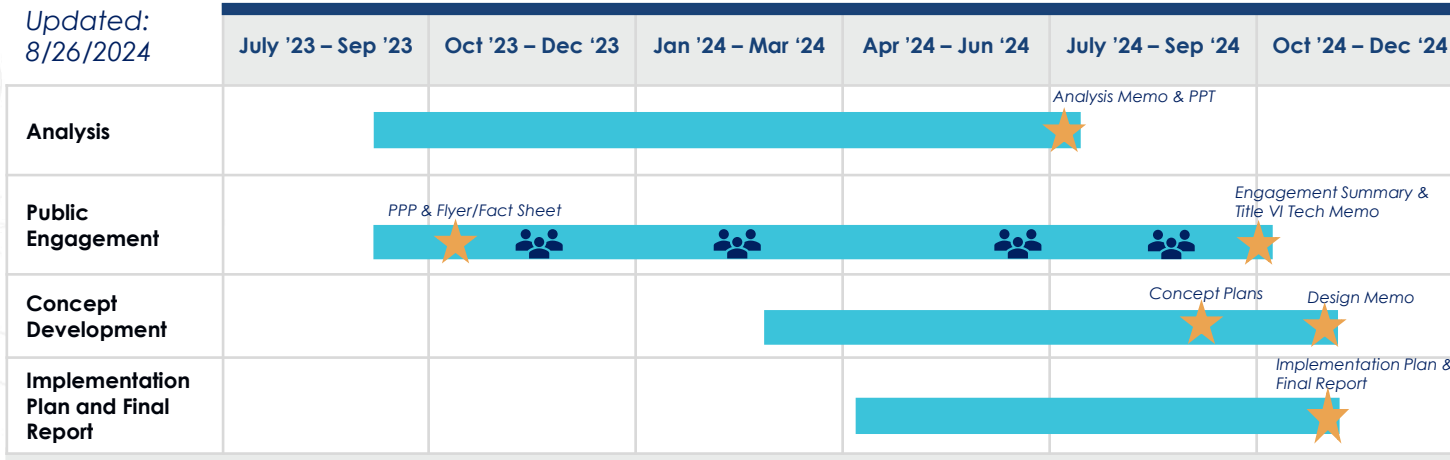 Updated:
8/26/2024
July ’23 – Sep ‘23
Oct ’23 – Dec ‘23
Jan ’24 – Mar ‘24
Apr ’24 – Jun ‘24
July ’24 – Sep ‘24
Oct ’24 – Dec ‘24
Analysis
Analysis Memo & PPT
Public
Engagement
PPP & Flyer/Fact Sheet
Engagement Summary &
Title VI Tech Memo
Concept
Development
Concept Plans
Design Memo
Implementation
Plan and Final
Report
Implementation Plan &
Final Report